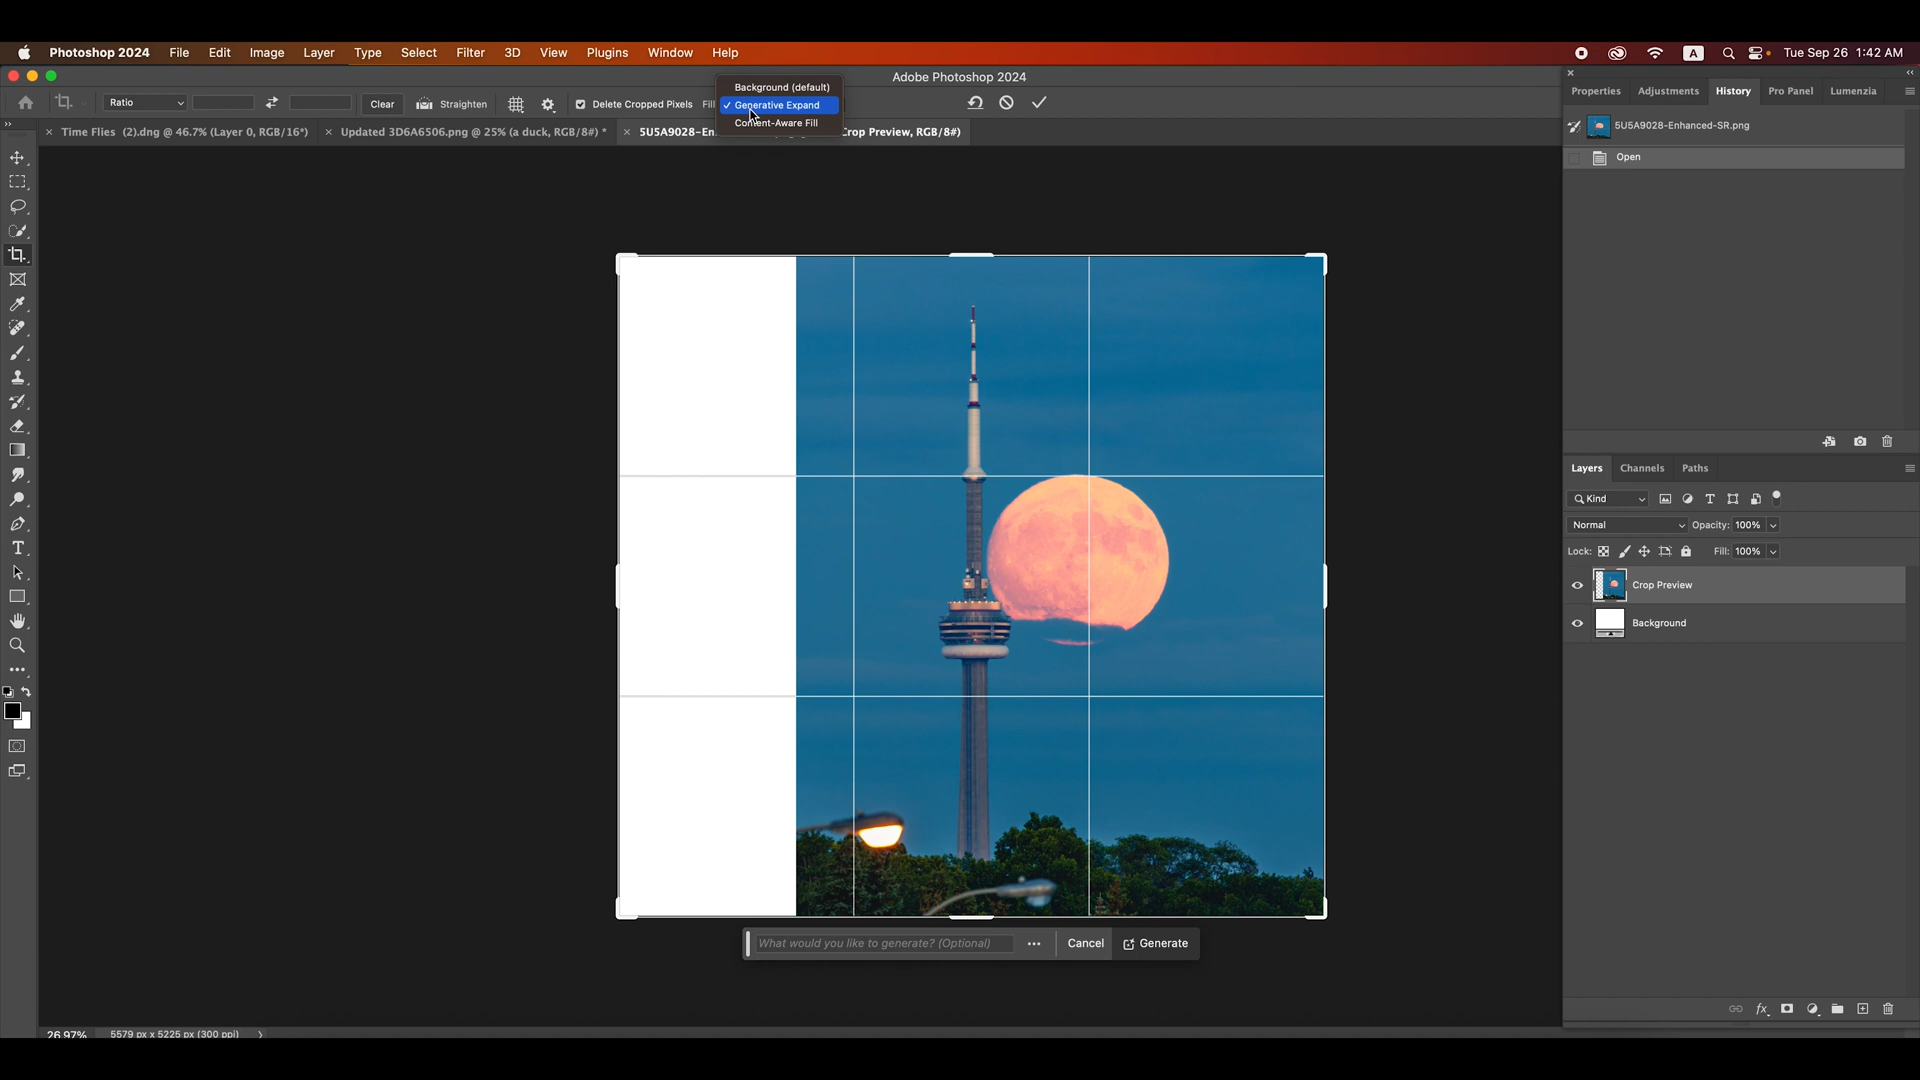 Photoshop 2024 File Edit Image Layer Type Select Filter 3D View Plugins Window Help A Tue Sep 26 1:42 AM
Adobe Photoshop 2024
Background (default)
Ratio Clear Straighten Delete Cropped Pixels Fill ✓ Generative Expand
Content-Aware Fill
× Time Flies (2).dng @ 46.7% (Layer 0, RGB/16*) × Updated 3D6A6506.png @ 25% (a duck, RGB/8#) * × 5U5A9028-En Crop Preview, RGB/8#)
Properties Adjustments History Pro Panel Lumenzia
5U5A9028-Enhanced-SR.png
Open
Layers Channels Paths
Kind
Normal Opacity: 100%
Lock: Fill: 100%
Crop Preview
Background
What would you like to generate? (Optional) ... Cancel Generate
26.97% 5579 px x 5225 px (300 ppi) >